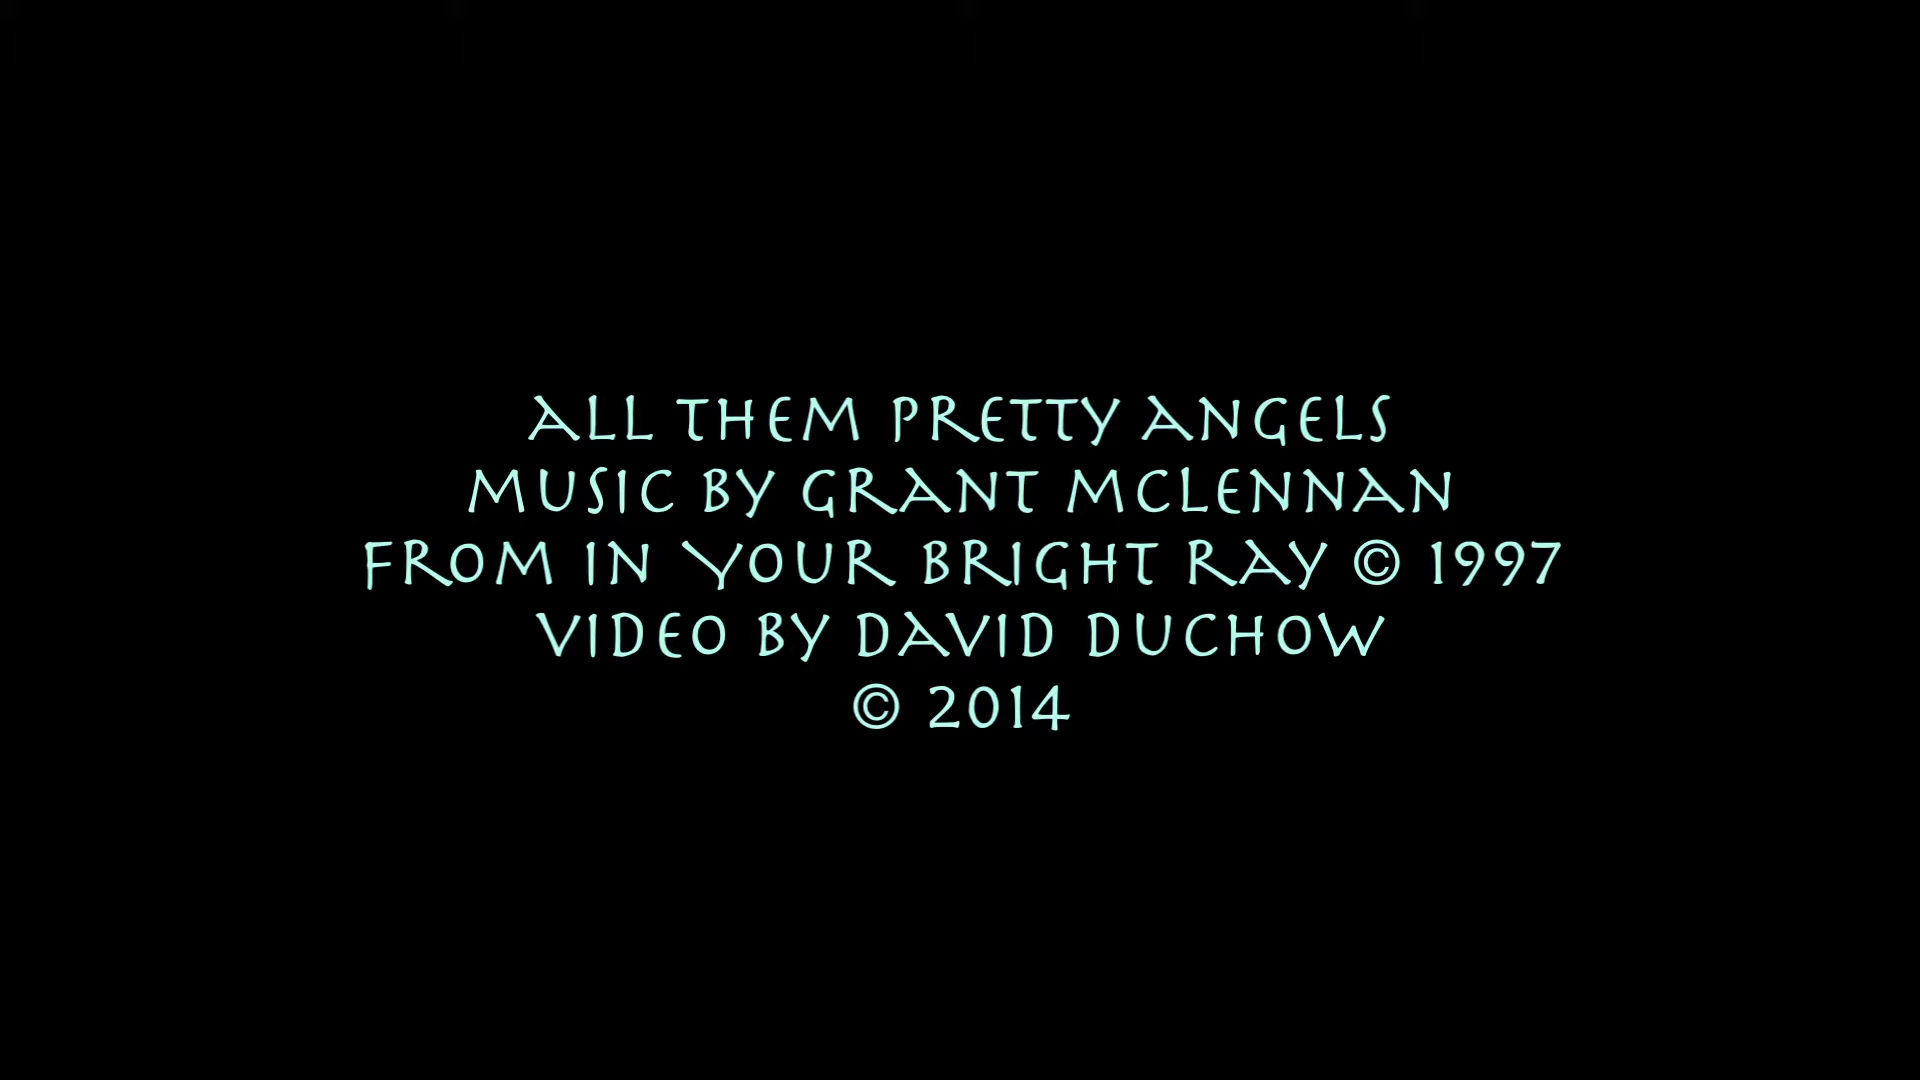 ALL THEM PRETTY ANGELS
MUSIC BY GRANT MCLENNAN
FROM IN YOUR BRIGHT RAY © 1997
VIDEO BY DAVID DUCHOW
© 2014